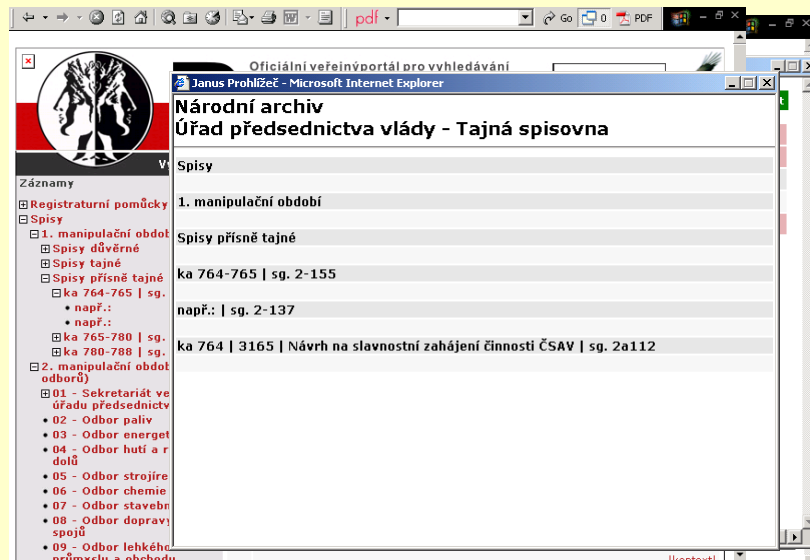 pdf
Go
0
PDF
Oficiální veřejnýportál pro vyhledávání
Janus Prohlížeč - Microsoft Internet Explorer
Národní archiv
Úřad předsednictva vlády - Tajná spisovna
Spisy
1. manipulační období
Spisy přísně tajné
ka 764-765 | sg. 2-155
např.: | sg. 2-137
ka 764 | 3165 | Návrh na slavnostní zahájení činnosti ČSAV | sg. 2a112
Záznamy
Registraturní pomůcky
Spisy
1. manipulační obdob
Spisy důvěrné
Spisy tajné
Spisy přísně tajné
ka 764-765 | sg.
např.:
např.:
ka 765-780 | sg.
ka 780-788 | sg.
2. manipulační obdob
odborů)
01 - Sekretariát ve
úřadu předsednictv
02 - Odbor paliv
03 - Odbor energet
04 - Odbor hutí a r
dolů
05 - Odbor strojíre
06 - Odbor chemie
07 - Odbor stavebn
08 - Odbor dopravy
spojů
09 - Odbor lehkého
průmyslu a obchodu
[kontext]